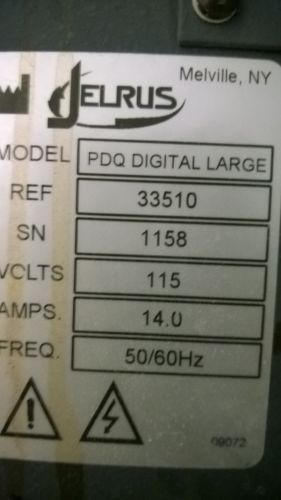 Melville, NY
JELRUS
MODEL PDQ DIGITAL LARGE
REF 33510
SN 1158
VOLTS 115
AMPS. 14.0
FREQ. 50/60Hz
09072